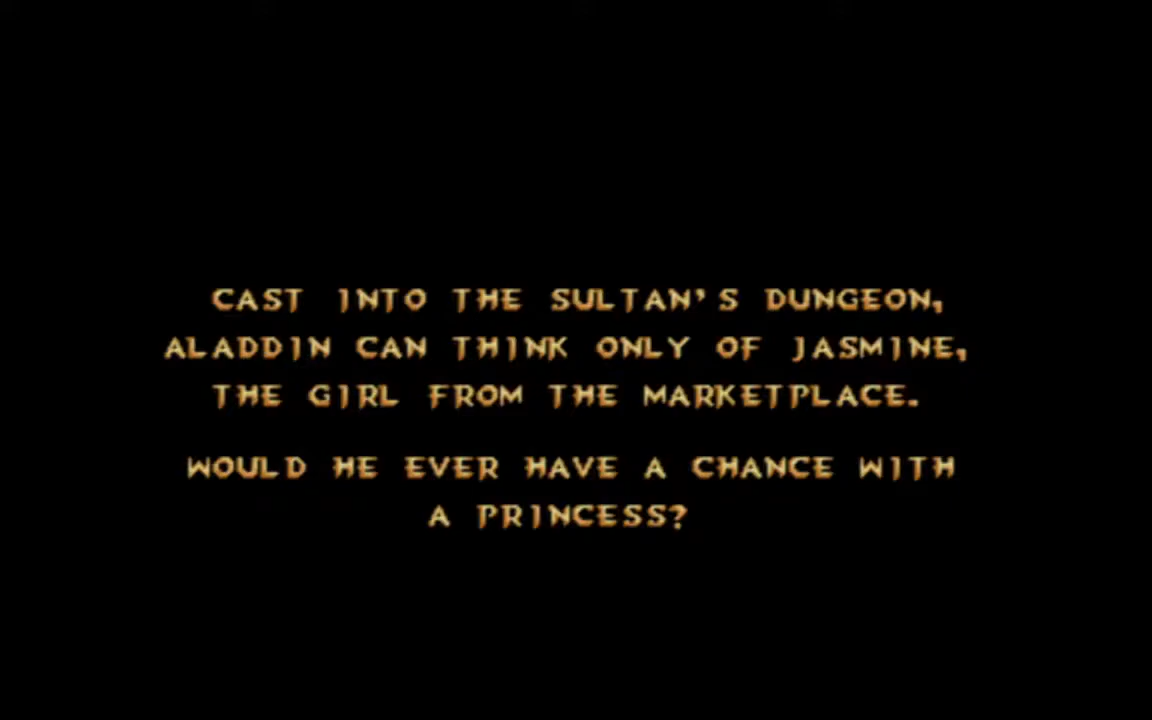 CAST INTO THE SULTAN'S DUNGEON,
ALADDIN CAN THINK ONLY OF JASMINE,
THE GIRL FROM THE MARKETPLACE.
WOULD HE EVER HAVE A CHANCE WITH
A PRINCESS?